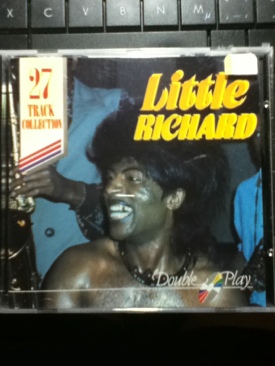 X C V B N M
27
TRACK
COLLECTION
Little
RICHARD
Double Play